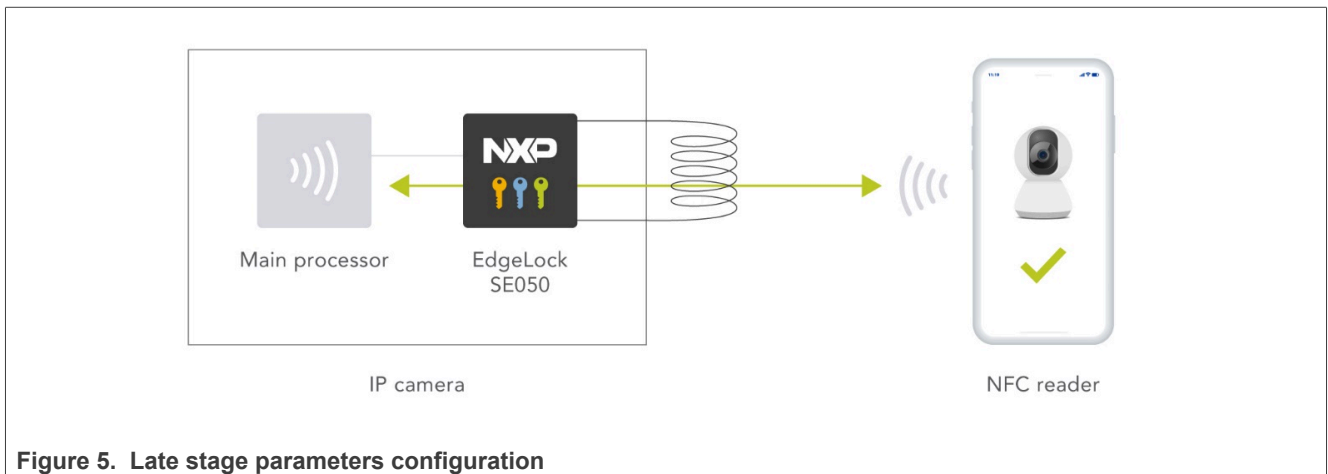 NXP
Main processor
EdgeLock
SE050
IP camera
NFC reader
Figure 5. Late stage parameters configuration